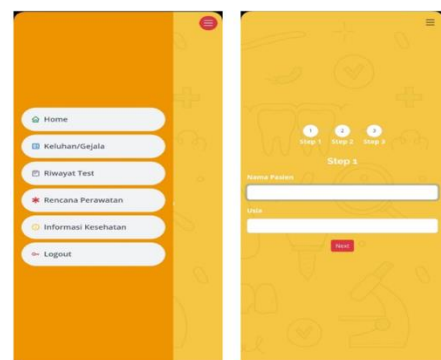 Home
Keluhan/Gejala
Riwayat Test
Rencana Perawatan
Informasi Kesehatan
Logout
1 2 3
Step 1 Step 2 Step 3
Step 1
Nama Pasien
Usia
Next